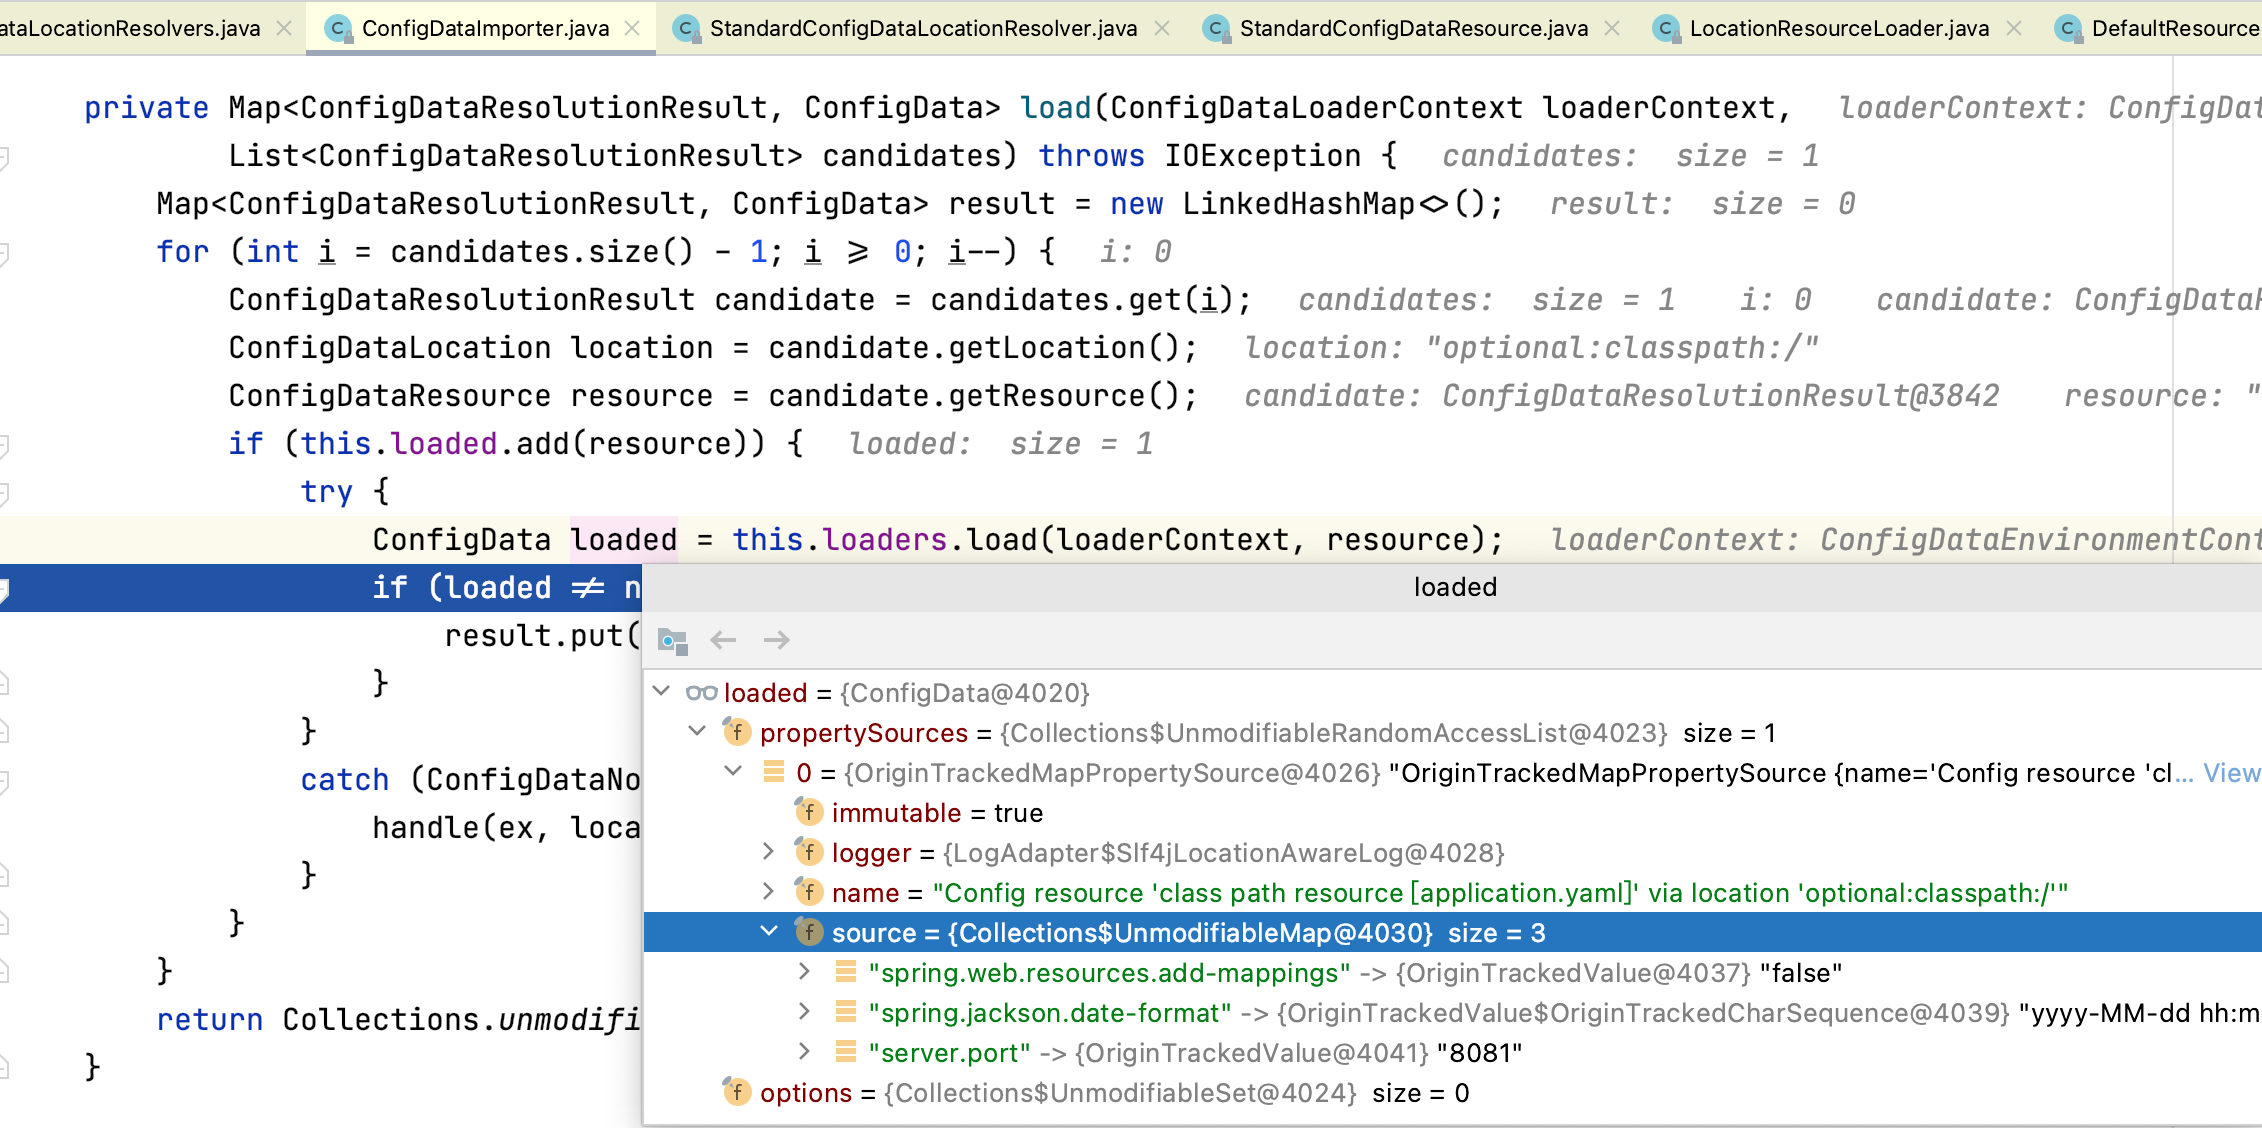 ataLocationResolvers.java ConfigDataImporter.java StandardConfigDataLocationResolver.java StandardConfigDataResource.java LocationResourceLoader.java DefaultResource
private Map<ConfigDataResolutionResult, ConfigData> load(ConfigDataLoaderContext loaderContext, loaderContext: ConfigDat
List<ConfigDataResolutionResult> candidates) throws IOException { candidates: size = 1
Map<ConfigDataResolutionResult, ConfigData> result = new LinkedHashMap<>(); result: size = 0
for (int i = candidates.size() - 1; i >= 0; i--) { i: 0
ConfigDataResolutionResult candidate = candidates.get(i); candidates: size = 1 i: 0 candidate: ConfigDataR
ConfigDataLocation location = candidate.getLocation(); location: "optional:classpath:/"
ConfigDataResource resource = candidate.getResource(); candidate: ConfigDataResolutionResult@3842 resource: "
if (this.loaded.add(resource)) { loaded: size = 1
try {
ConfigData loaded = this.loaders.load(loaderContext, resource); loaderContext: ConfigDataEnvironmentCont
if (loaded != n
loaded
result.put(
}
loaded = {ConfigData@4020}
}
propertySources = {Collections$UnmodifiableRandomAccessList@4023} size = 1
catch (ConfigDataNo
0 = {OriginTrackedMapPropertySource@4026} "OriginTrackedMapPropertySource {name='Config resource 'cl... View
immutable = true
handle(ex, loca
logger = {LogAdapter$Slf4jLocationAwareLog@4028}
}
name = "Config resource 'class path resource [application.yaml]' via location 'optional:classpath:/'"
}
source = {Collections$UnmodifiableMap@4030} size = 3
}
"spring.web.resources.add-mappings" -> {OriginTrackedValue@4037} "false"
return Collections.unmodifi
"spring.jackson.date-format" -> {OriginTrackedValue$OriginTrackedCharSequence@4039} "yyyy-MM-dd hh:m
"server.port" -> {OriginTrackedValue@4041} "8081"
}
options = {Collections$UnmodifiableSet@4024} size = 0